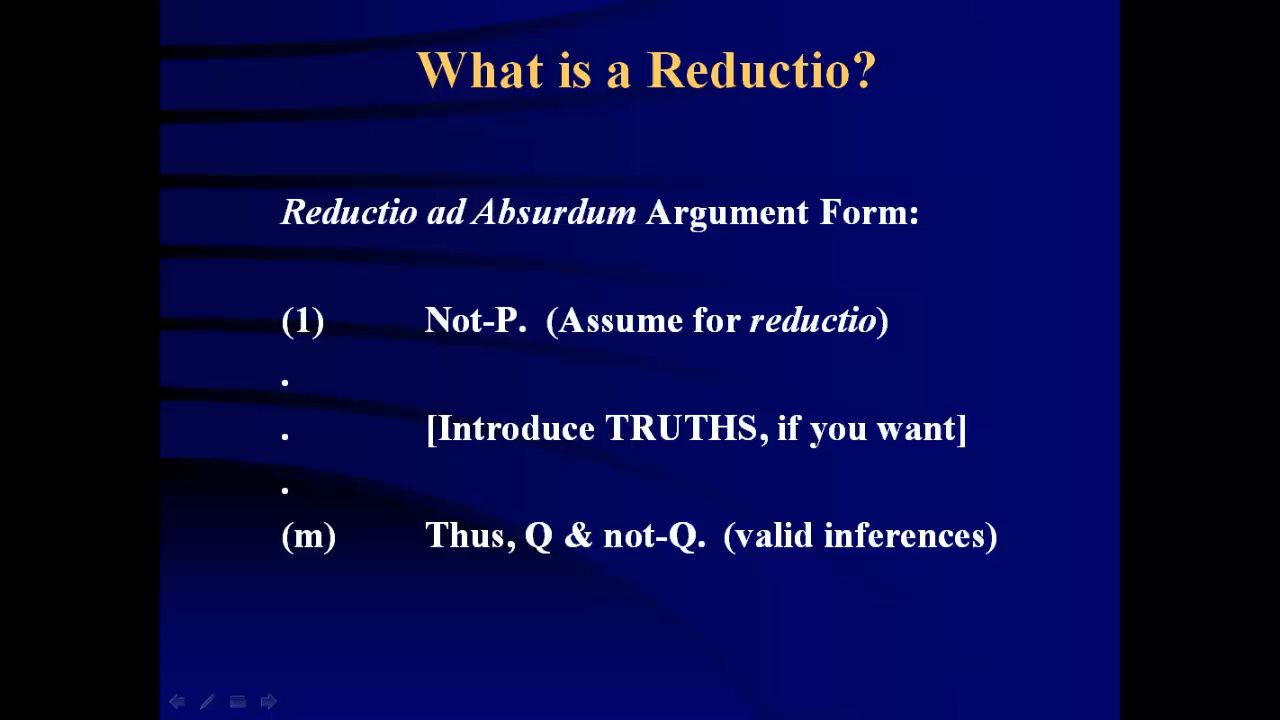 What is a Reductio?
Reductio ad Absurdum Argument Form:
(1) Not-P. (Assume for reductio)
.
. [Introduce TRUTHS, if you want]
.
(m) Thus, Q & not-Q. (valid inferences)